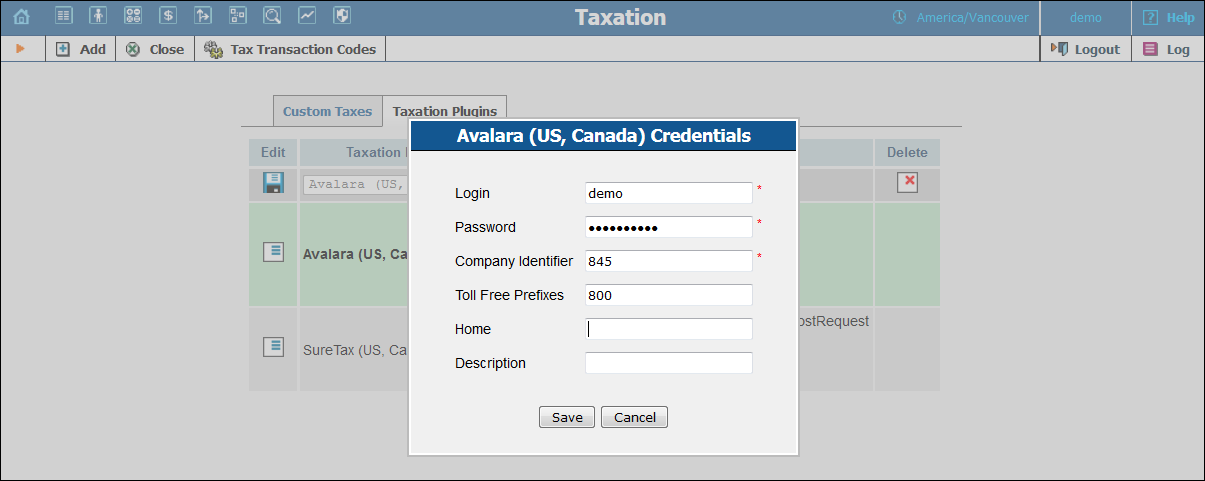 Taxation
America/Vancouver
demo
? Help
Add
Close
Tax Transaction Codes
Logout
Log
Custom Taxes
Taxation Plugins
Avalara (US, Canada) Credentials
Edit
Taxation
Delete
Avalara (US,
Login
demo
*
Password
••••••••••
*
Avalara (US, Ca
Company Identifier
845
*
Toll Free Prefixes
800
Home
SureTax (US, Ca
Description
Save
Cancel